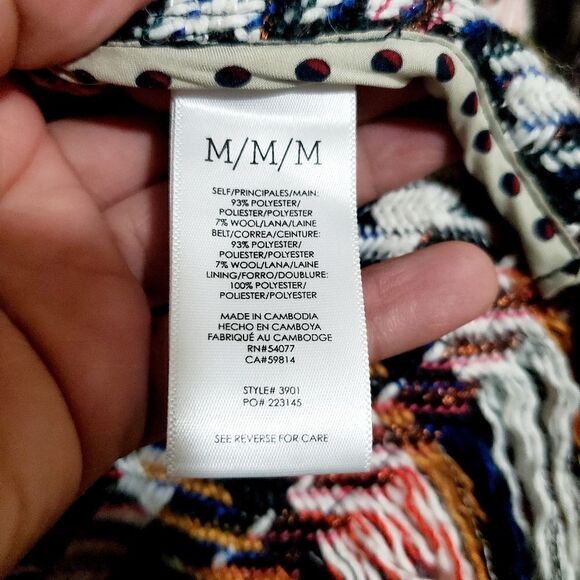 M/M/M
SELF/PRINCIPALES/MAIN:
93% POLYESTER/
POLIESTER/POLYESTER
7% WOOL/LANA/LAINE
BELT/CORREA/CEINTURE:
93% POLYESTER/
POLIESTER/POLYESTER
7% WOOL/LANA/LAINE
LINING/FORRO/DOUBLURE:
100% POLYESTER/
POLIESTER/POLYESTER
MADE IN CAMBODIA
HECHO EN CAMBOYA
FABRIQUÉ AU CAMBODGE
RN#54077
CA#59814
STYLE# 3901
PO# 223145
SEE REVERSE FOR CARE